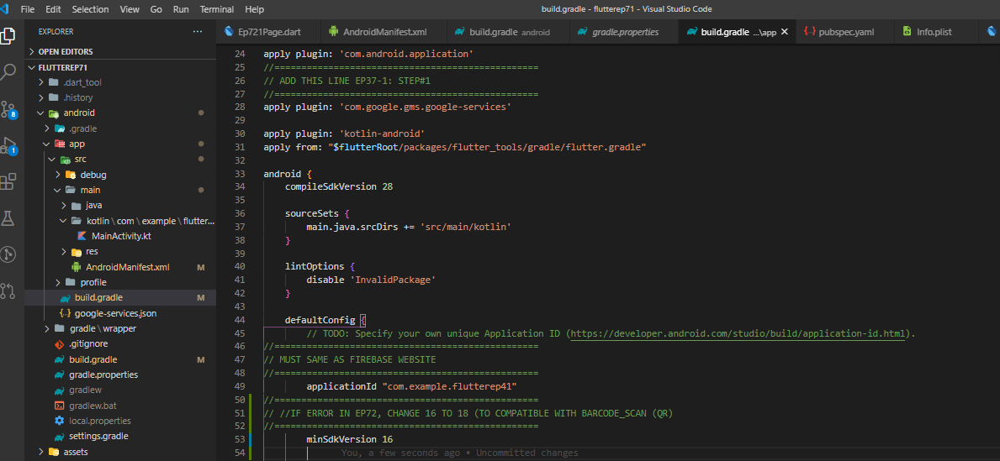 File Edit Selection View Go Run Terminal Help build.gradle - flutterep71 - Visual Studio Code
EXPLORER ...
Ep721Page.dart AndroidManifest.xml build.gradle android gradle.properties build.gradle ...\app pubspec.yaml Info.plist
OPEN EDITORS
FLUTTEREP71
.dart_tool
.history
android
.gradle
app
src
debug
main
java
kotlin \ com \ example \ flutter...
MainActivity.kt
res
AndroidManifest.xml M
profile
build.gradle M
google-services.json
gradle \ wrapper
.gitignore
build.gradle M
gradle.properties
gradlew
gradlew.bat
local.properties
settings.gradle
assets
8
1
24 apply plugin: 'com.android.application'
25 //=================================================
26 // ADD THIS LINE EP37-1: STEP#1
27 //=================================================
28 apply plugin: 'com.google.gms.google-services'
29
30 apply plugin: 'kotlin-android'
31 apply from: "$flutterRoot/packages/flutter_tools/gradle/flutter.gradle"
32
33 android {
34 compileSdkVersion 28
35
36 sourceSets {
37 main.java.srcDirs += 'src/main/kotlin'
38 }
39
40 lintOptions {
41 disable 'InvalidPackage'
42 }
43
44 defaultConfig {
45 // TODO: Specify your own unique Application ID (https://developer.android.com/studio/build/application-id.html).
46 //=================================================
47 // MUST SAME AS FIREBASE WEBSITE
48 //=================================================
49 applicationId "com.example.flutterep41"
50 //=================================================
51 // //IF ERROR IN EP72, CHANGE 16 TO 18 (TO COMPATIBLE WITH BARCODE_SCAN (QR)
52 //=================================================
53 minSdkVersion 16
54 You, a few seconds ago • Uncommitted changes